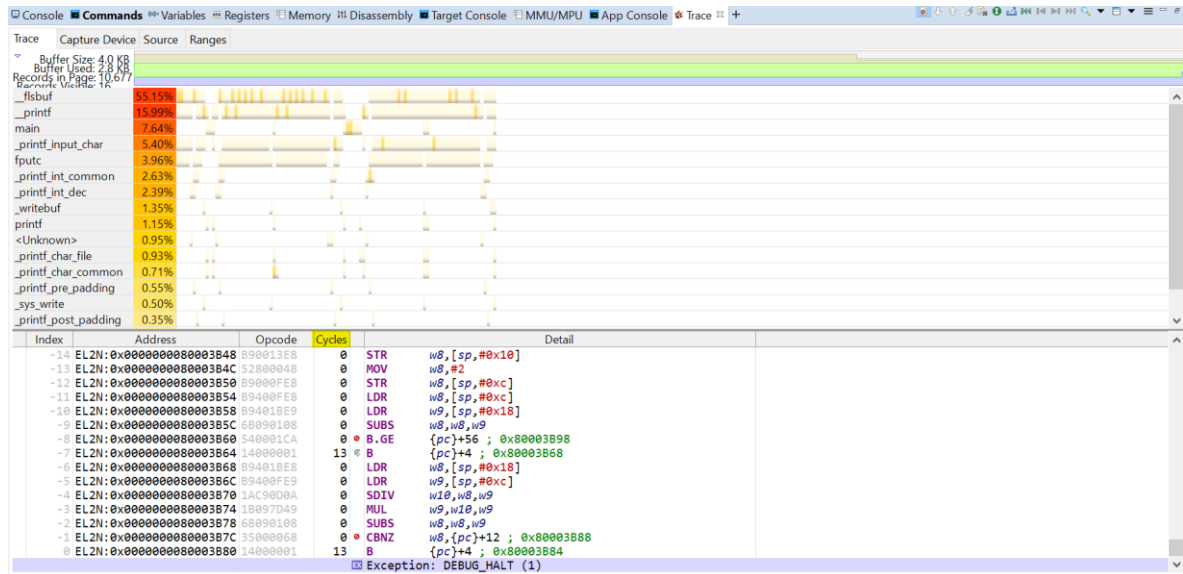 Console Commands Variables Registers Memory Disassembly Target Console MMU/MPU App Console Trace
Trace Capture Device Source Ranges
Buffer Size: 4.0 KB
Buffer Used: 2.8 KB
Records in Page: 10,677
Records Visible: 16
__flsbuf 55.15%
__printf 15.99%
main 7.64%
_printf_input_char 5.40%
fputc 3.96%
_printf_int_common 2.63%
_printf_int_dec 2.39%
_writebuf 1.35%
printf 1.15%
<Unknown> 0.95%
_printf_char_file 0.93%
_printf_char_common 0.71%
_printf_pre_padding 0.55%
_sys_write 0.50%
_printf_post_padding 0.35%
Index Address Opcode Cycles Detail
-14 EL2N:0x0000000080003B48 B90013E8 0 STR w8,[sp,#0x10]
-13 EL2N:0x0000000080003B4C 52800048 0 MOV w8,#2
-12 EL2N:0x0000000080003B50 B9000FE8 0 STR w8,[sp,#0xc]
-11 EL2N:0x0000000080003B54 B9400FE8 0 LDR w8,[sp,#0xc]
-10 EL2N:0x0000000080003B58 B9401BE9 0 LDR w9,[sp,#0x18]
-9 EL2N:0x0000000080003B5C 6B090108 0 SUBS w8,w8,w9
-8 EL2N:0x0000000080003B60 540001CA 0 B.GE {pc}+56 ; 0x80003B98
-7 EL2N:0x0000000080003B64 14000001 13 B {pc}+4 ; 0x80003B68
-6 EL2N:0x0000000080003B68 B9401BE8 0 LDR w8,[sp,#0x18]
-5 EL2N:0x0000000080003B6C B9400FE9 0 LDR w9,[sp,#0xc]
-4 EL2N:0x0000000080003B70 1AC90D0A 0 SDIV w10,w8,w9
-3 EL2N:0x0000000080003B74 1B097D49 0 MUL w9,w10,w9
-2 EL2N:0x0000000080003B78 6B090108 0 SUBS w8,w8,w9
-1 EL2N:0x0000000080003B7C 35000068 0 CBNZ w8,{pc}+12 ; 0x80003B88
0 EL2N:0x0000000080003B80 14000001 13 B {pc}+4 ; 0x80003B84
Exception: DEBUG_HALT (1)